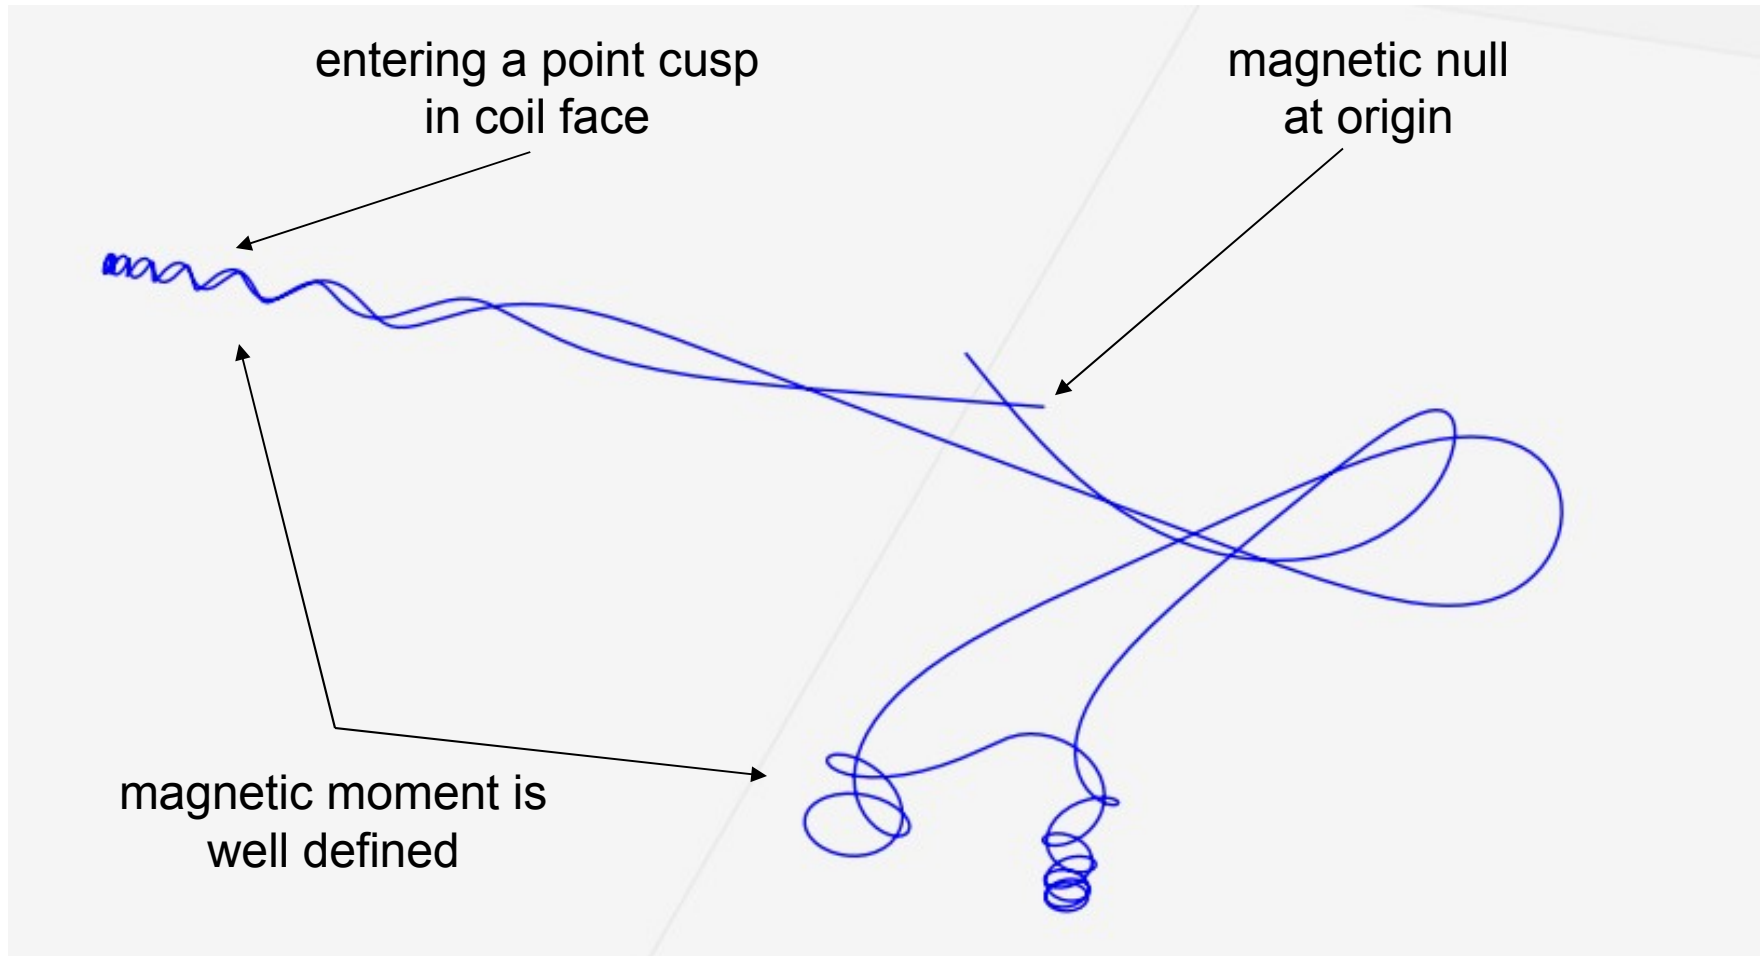 entering a point cusp
in coil face
magnetic null
at origin
magnetic moment is
well defined